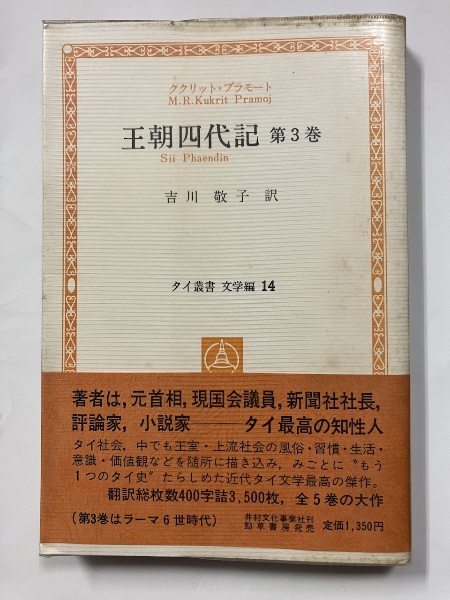 ククリット・プラモート
M.R.Kukrit Pramoj
王朝四代記 第3巻
Sii Phaendin
吉川 敬子 訳
タイ叢書 文学編 14
著者は,元首相,現国会議員,新聞社社長,
評論家,小説家――タイ最高の知性人
タイ社会,中でも王室・上流社会の風俗・習慣・生活・
意識・価値観などを随所に描き込み,みごとに〝もう
1つのタイ史〟たらしめた近代タイ文学最高の傑作。
翻訳総枚数400字詰3,500枚,全5巻の大作
(第3巻はラーマ6世時代)
井村文化事業社刊
勁草書房発売 定価1,350円